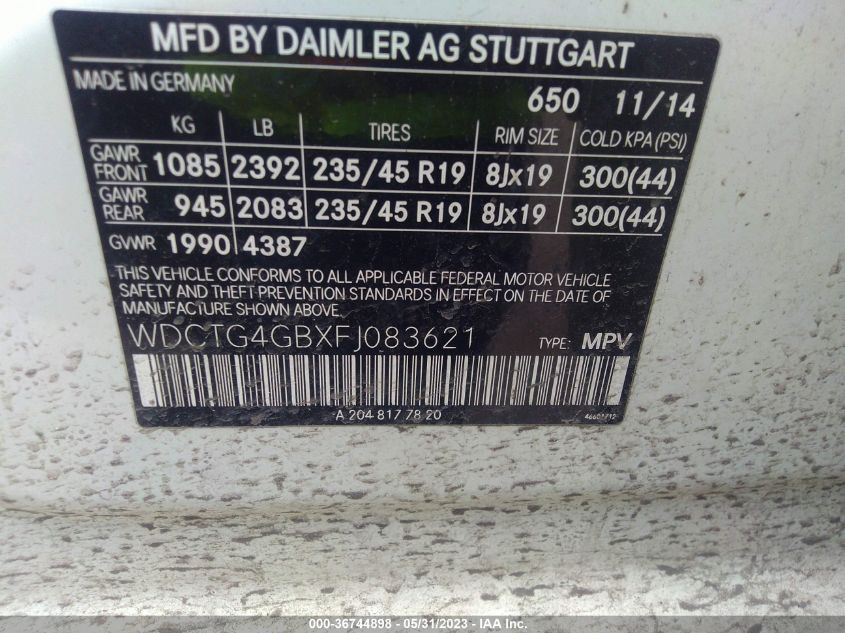 MFD BY DAIMLER AG STUTTGART
MADE IN GERMANY
650 11/14
KG LB TIRES RIM SIZE COLD KPA (PSI)
GAWR FRONT 1085 2392 235/45 R19 8Jx19 300(44)
GAWR REAR 945 2083 235/45 R19 8Jx19 300(44)
GVWR 1990 4387
THIS VEHICLE CONFORMS TO ALL APPLICABLE FEDERAL MOTOR VEHICLE
SAFETY AND THEFT PREVENTION STANDARDS IN EFFECT ON THE DATE OF
MANUFACTURE SHOWN ABOVE.
WDCTG4GBXFJ083621 TYPE: MPV
A 204 817 78 20
000-36744898 - 05/31/2023 - © IAA Inc.